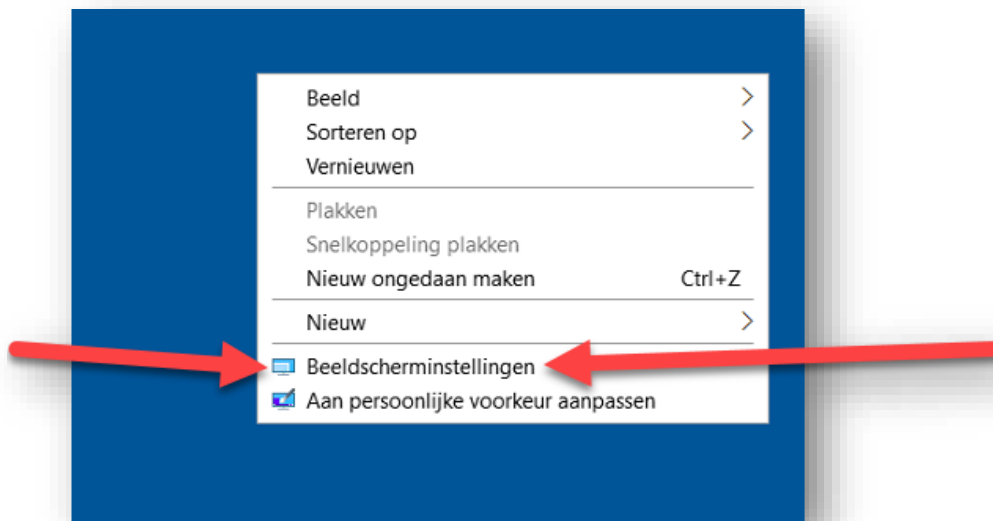 Beeld
Sorteren op
Vernieuwen
Plakken
Snelkoppeling plakken
Nieuw ongedaan maken Ctrl+Z
Nieuw
Beeldscherminstellingen
Aan persoonlijke voorkeur aanpassen